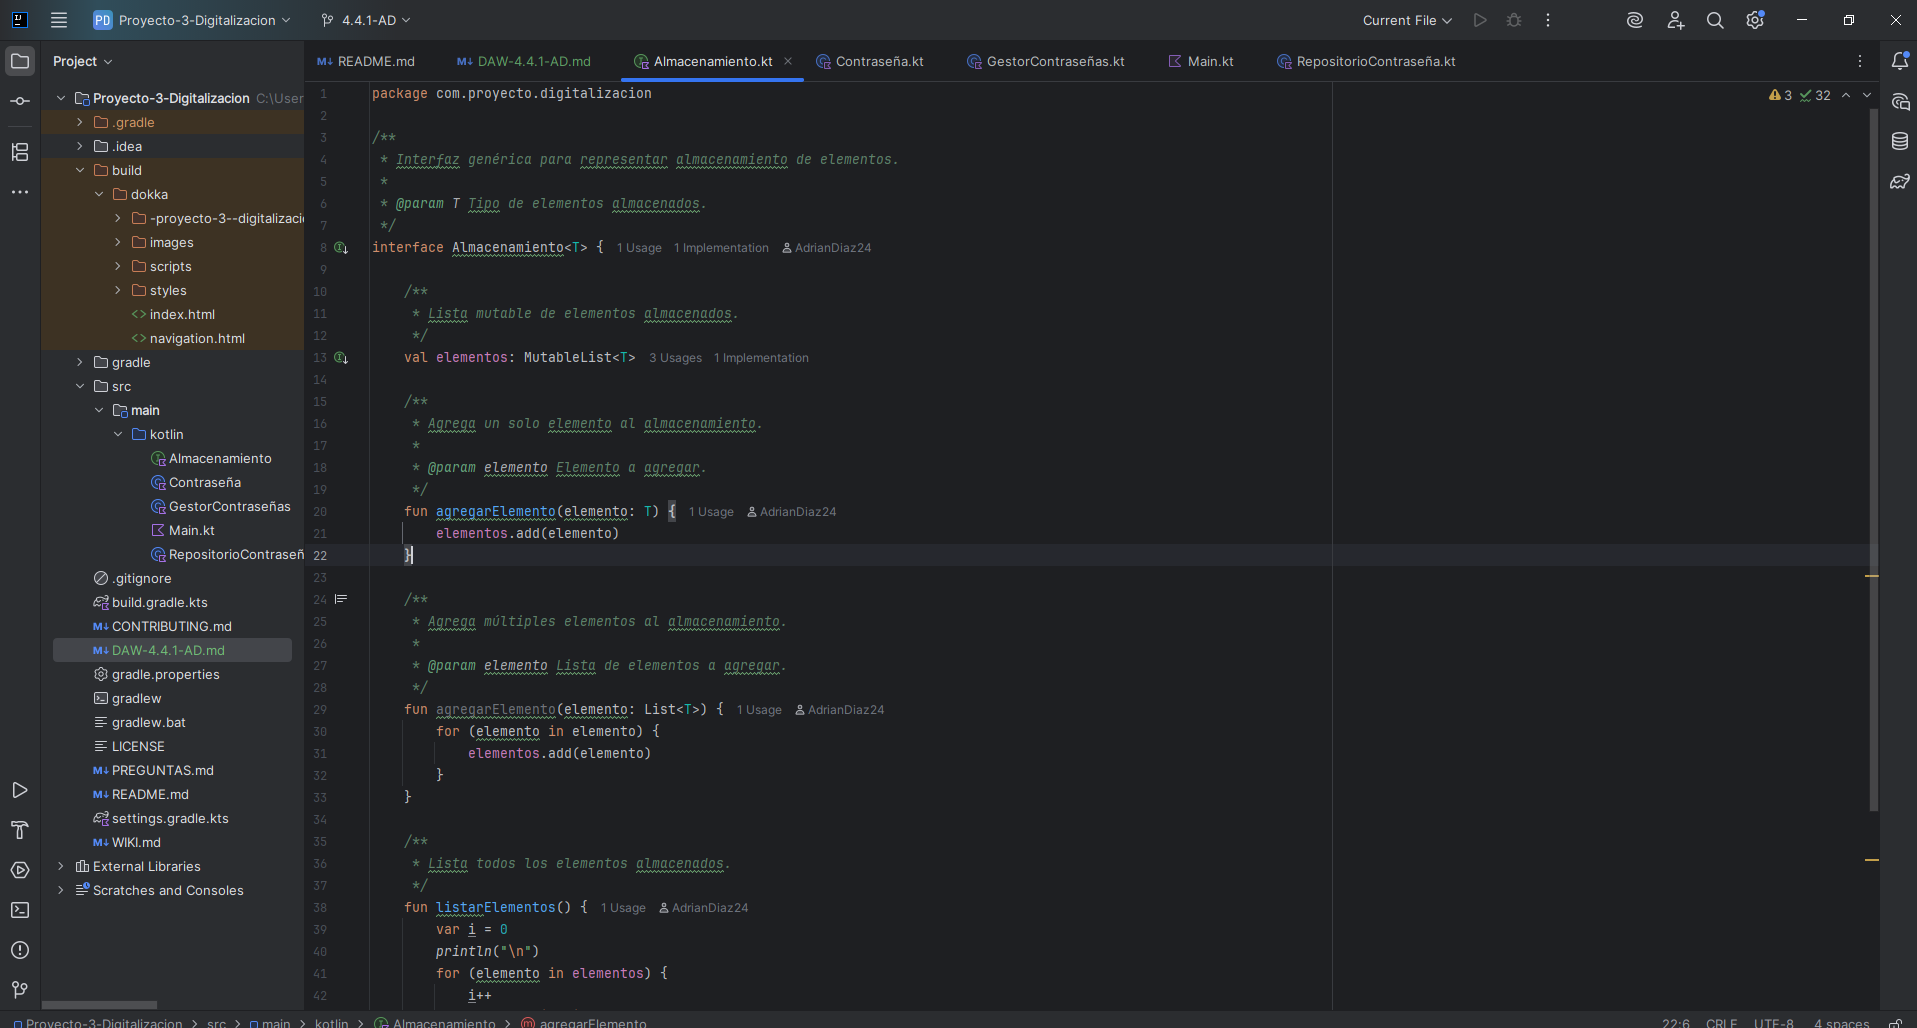 PD Proyecto-3-Digitalizacion 4.4.1-AD Current File
Project README.md DAW-4.4.1-AD.md Almacenamiento.kt Contraseña.kt GestorContraseñas.kt Main.kt RepositorioContraseña.kt
Proyecto-3-Digitalizacion C:\User
.gradle
.idea
build
dokka
-proyecto-3--digitalizaci
images
scripts
styles
index.html
navigation.html
gradle
src
main
kotlin
Almacenamiento
Contraseña
GestorContraseñas
Main.kt
RepositorioContraseñ
.gitignore
build.gradle.kts
CONTRIBUTING.md
DAW-4.4.1-AD.md
gradle.properties
gradlew
gradlew.bat
LICENSE
PREGUNTAS.md
README.md
settings.gradle.kts
WIKI.md
External Libraries
Scratches and Consoles
3 32
1 package com.proyecto.digitalizacion
2
3 /**
4 * Interfaz genérica para representar almacenamiento de elementos.
5 *
6 * @param T Tipo de elementos almacenados.
7 */
8 interface Almacenamiento<T> { 1 Usage 1 Implementation AdrianDiaz24
9
10 /**
11 * Lista mutable de elementos almacenados.
12 */
13 val elementos: MutableList<T> 3 Usages 1 Implementation
14
15 /**
16 * Agrega un solo elemento al almacenamiento.
17 *
18 * @param elemento Elemento a agregar.
19 */
20 fun agregarElemento(elemento: T) { 1 Usage AdrianDiaz24
21 elementos.add(elemento)
22 }
23
24 /**
25 * Agrega múltiples elementos al almacenamiento.
26 *
27 * @param elemento Lista de elementos a agregar.
28 */
29 fun agregarElemento(elemento: List<T>) { 1 Usage AdrianDiaz24
30 for (elemento in elemento) {
31 elementos.add(elemento)
32 }
33 }
34
35 /**
36 * Lista todos los elementos almacenados.
37 */
38 fun listarElementos() { 1 Usage AdrianDiaz24
39 var i = 0
40 println("\n")
41 for (elemento in elementos) {
42 i++
Proyecto-3-Digitalizacion > src > main > kotlin > Almacenamiento > agregarElemento 22:6 CRLF UTF-8 4 spaces